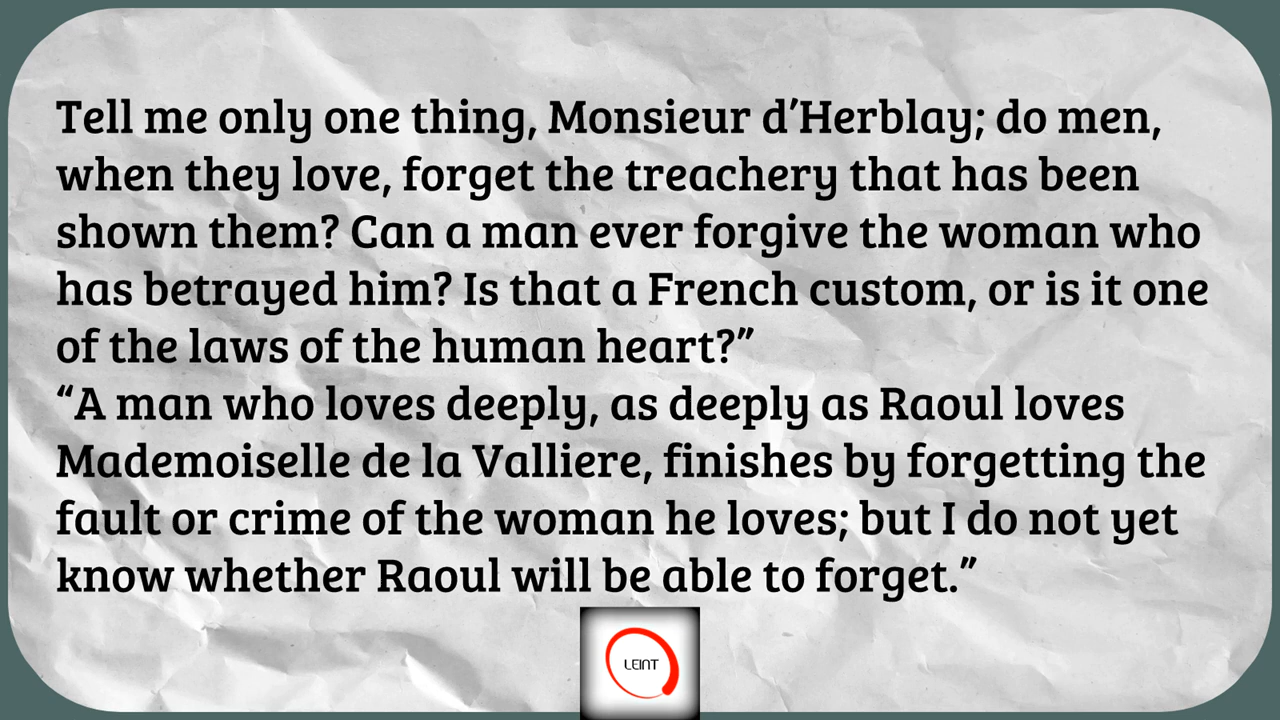 Tell me only one thing, Monsieur d’Herblay; do men,
when they love, forget the treachery that has been
shown them? Can a man ever forgive the woman who
has betrayed him? Is that a French custom, or is it one
of the laws of the human heart?”
“A man who loves deeply, as deeply as Raoul loves
Mademoiselle de la Valliere, finishes by forgetting the
fault or crime of the woman he loves; but I do not yet
know whether Raoul will be able to forget.”
LEINT